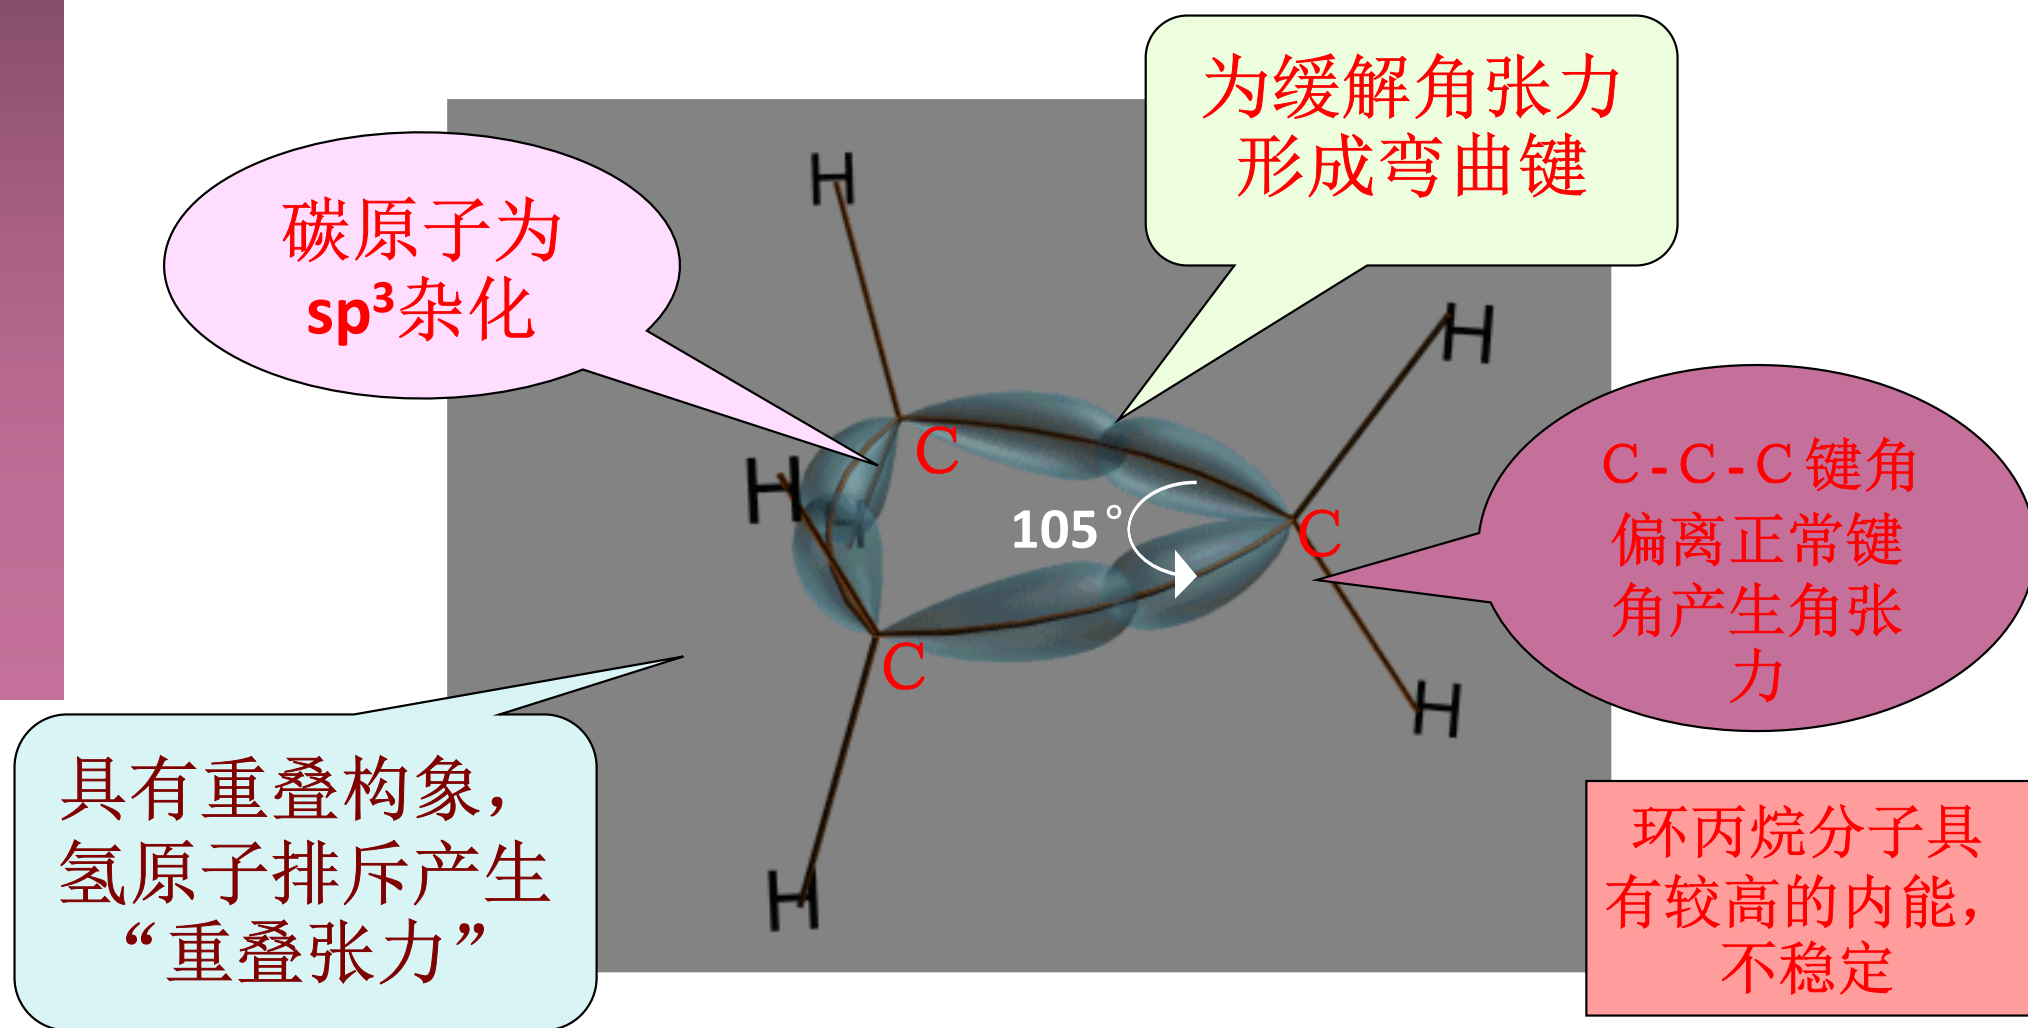 为缓解角张力
形成弯曲键
碳原子为
sp³杂化
H
H
H
H
C
C
C
105°
C-C-C键角
偏离正常键
角产生角张
力
H
H
具有重叠构象,
氢原子排斥产生
“重叠张力”
环丙烷分子具
有较高的内能,
不稳定